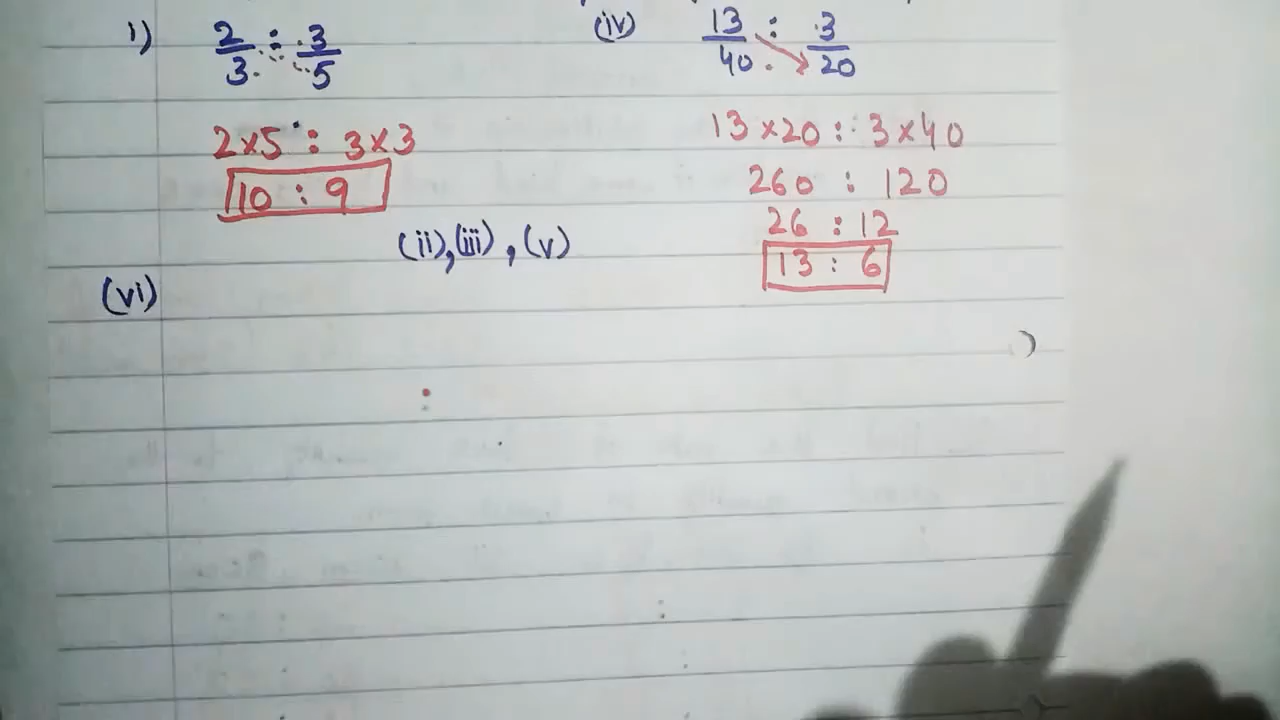 i) 2/3 : 3/5
2×5 : 3×3
10 : 9
(iv) 13/40 : 3/20
13×20 : 3×40
260 : 120
26 : 12
13 : 6
(ii),(iii) ,(v)
(vi)